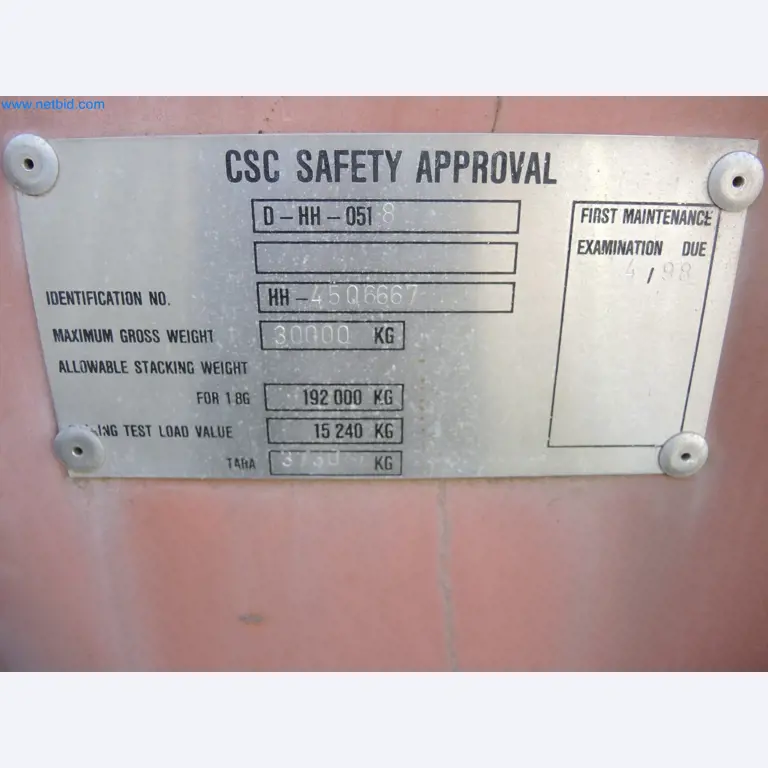 www.netbid.com
CSC SAFETY APPROVAL
D-HH-0518
IDENTIFICATION NO. HH-45Q8667
MAXIMUM GROSS WEIGHT 30000 KG
ALLOWABLE STACKING WEIGHT
FOR 1.8G 192 000 KG
TEST LOAD VALUE 15 240 KG
TARA KG
FIRST MAINTENANCE
EXAMINATION DUE
4/98